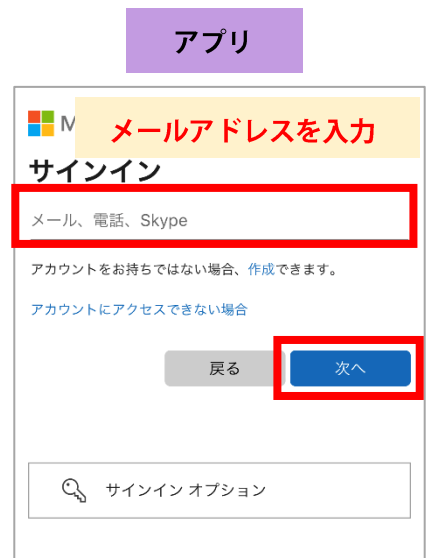 アプリ
M
メールアドレスを入力
サインイン
メール、電話、Skype
アカウントをお持ちではない場合、作成できます。
アカウントにアクセスできない場合
戻る
次へ
サインイン オプション